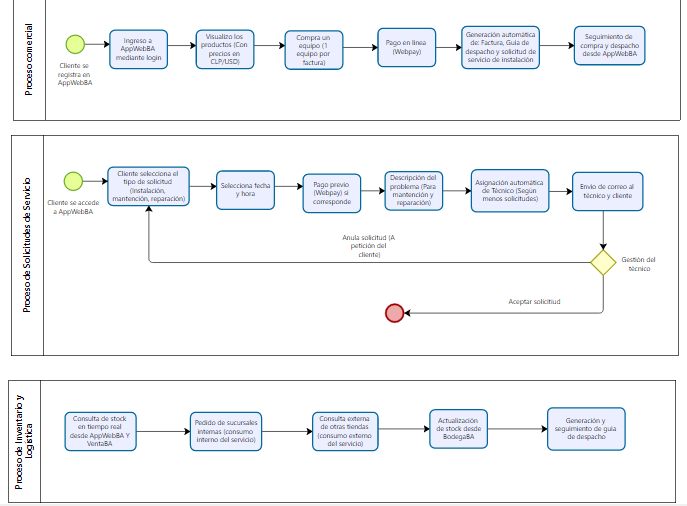 Proceso comercial
Cliente se
registra en
AppWebBA
Ingreso a
AppWebBA
mediante login
Visualizo los
productos (Con
precios en
CLP/USD)
Compra un
equipo (1
equipo por
factura)
Pago en línea
(Webpay)
Generación automática
de: Factura, Guia de
despacho y solicitud de
servicio de instalación
Seguimiento de
compra y despacho
desde AppWebBA
Proceso de Solicitudes de Servicio
Cliente se accede
a AppWebBA
Cliente selecciona el
tipo de solicitud
(Instalación,
mantención, reparación)
Selecciona fecha
y hora
Pago previo
(Webpay) si
corresponde
Descripción del
problema (Para
mantención y
reparación)
Asignación automática
de Técnico (Según
menos solicitudes)
Envio de correo al
técnico y cliente
Gestión del
técnico
Anula solicitud (A
petición del
cliente)
Aceptar solicitiud
Proceso de Inventario y
Logística
Consulta de stock
en tiempo real
desde AppWebBA Y
VentaBA
Pedido de sucursales
internas (consumo
interno del servicio)
Consulta externa
de otras tiendas
(consumo externo
del servicio)
Actualización
de stock desde
BodegaBA
Generación y
seguimiento de guia
de despacho